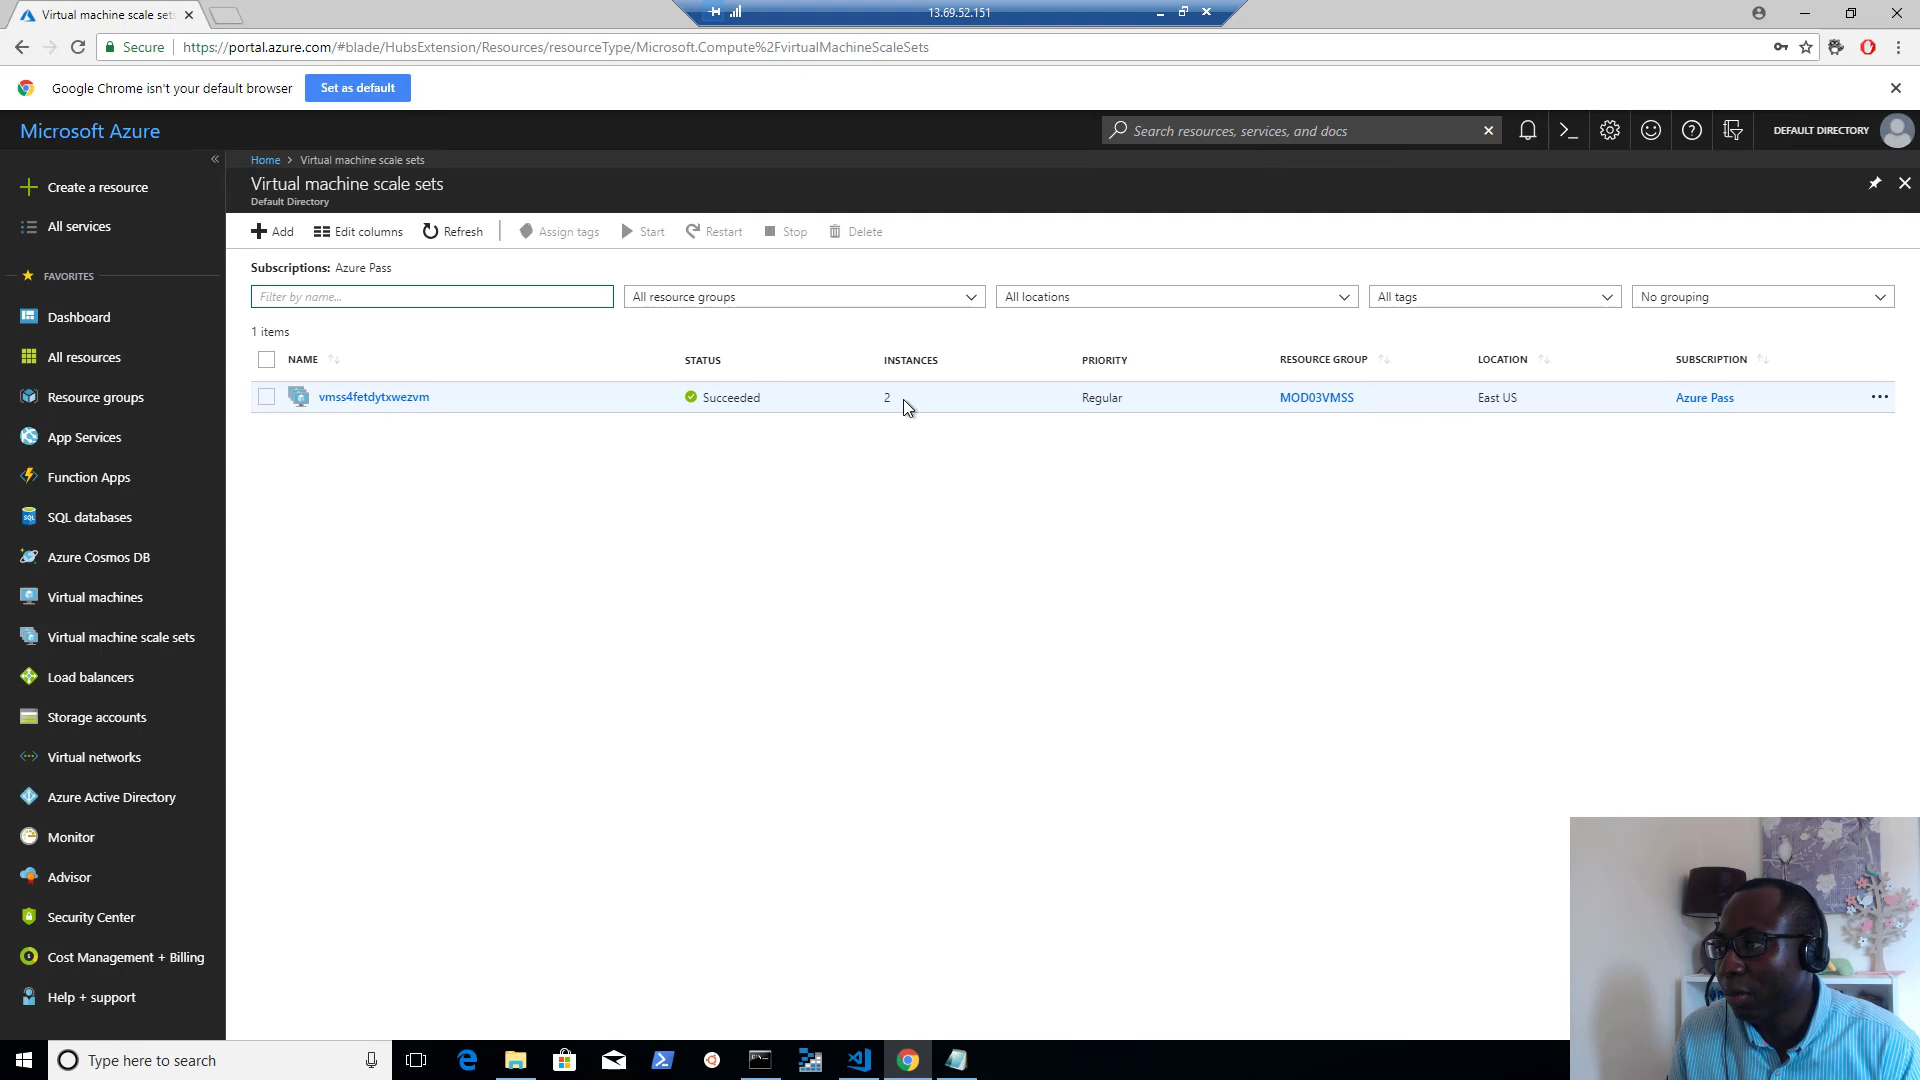 Virtual machine scale sets
13.69.52.151
Secure
https://portal.azure.com/#blade/HubsExtension/Resources/resourceType/Microsoft.Compute%2FvirtualMachineScaleSets
Google Chrome isn't your default browser
Set as default
Microsoft Azure
Search resources, services, and docs
DEFAULT DIRECTORY
Home > Virtual machine scale sets
Virtual machine scale sets
Default Directory
Add
Edit columns
Refresh
Assign tags
Start
Restart
Stop
Delete
Subscriptions: Azure Pass
Filter by name...
All resource groups
All locations
All tags
No grouping
1 items
NAME
STATUS
INSTANCES
PRIORITY
RESOURCE GROUP
LOCATION
SUBSCRIPTION
vmss4fetdytxwezvm
Succeeded
2
Regular
MOD03VMSS
East US
Azure Pass
Create a resource
All services
FAVORITES
Dashboard
All resources
Resource groups
App Services
Function Apps
SQL databases
Azure Cosmos DB
Virtual machines
Virtual machine scale sets
Load balancers
Storage accounts
Virtual networks
Azure Active Directory
Monitor
Advisor
Security Center
Cost Management + Billing
Help + support
Type here to search